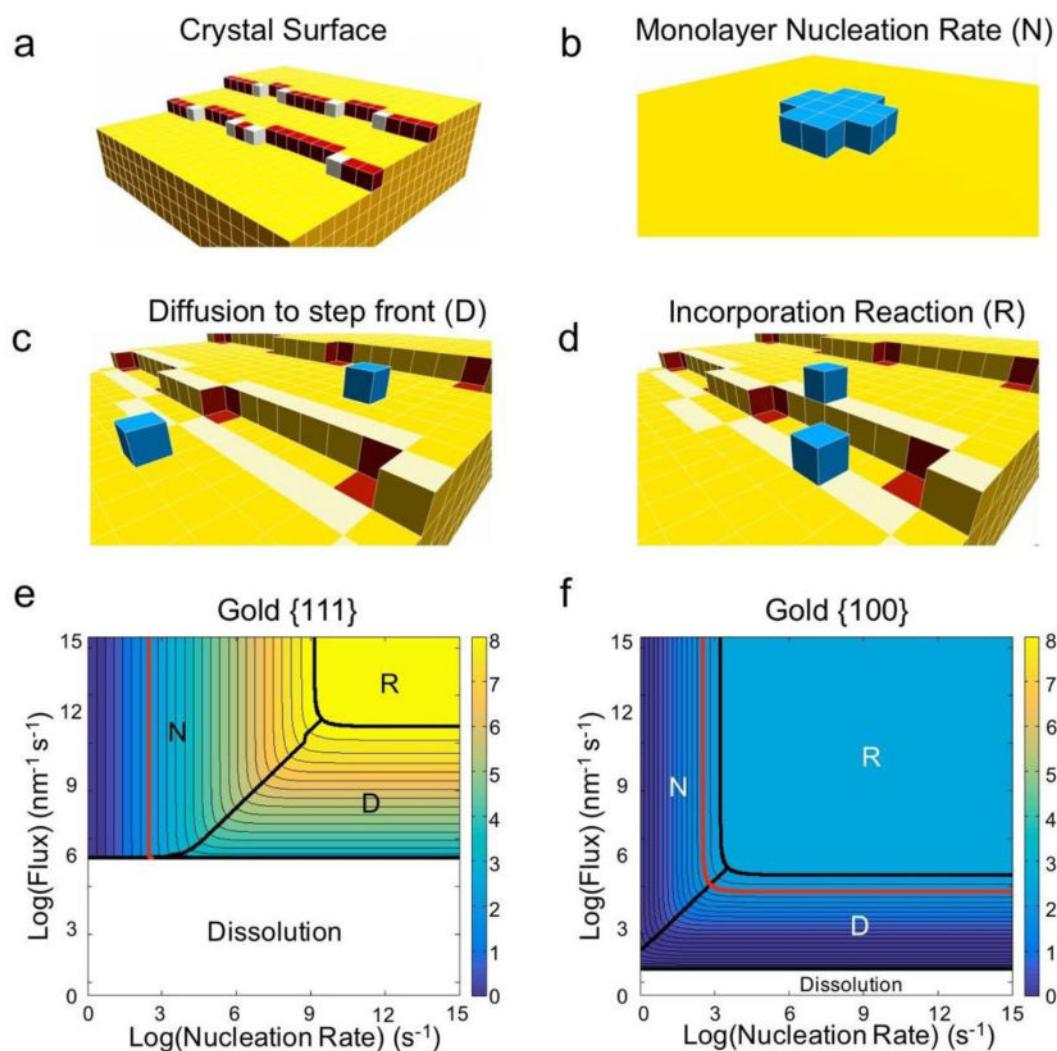 a
Crystal Surface
b
Monolayer Nucleation Rate (N)
c
Diffusion to step front (D)
d
Incorporation Reaction (R)
e
Gold {111}
15
12
9
6
3
0
Log(Flux) (nm⁻¹ s⁻¹)
N
R
D
Dissolution
0 3 6 9 12 15
Log(Nucleation Rate) (s⁻¹)
8
7
6
5
4
3
2
1
0
f
Gold {100}
15
12
9
6
3
0
Log(Flux) (nm⁻¹ s⁻¹)
N
R
D
Dissolution
0 3 6 9 12 15
Log(Nucleation Rate) (s⁻¹)
8
7
6
5
4
3
2
1
0